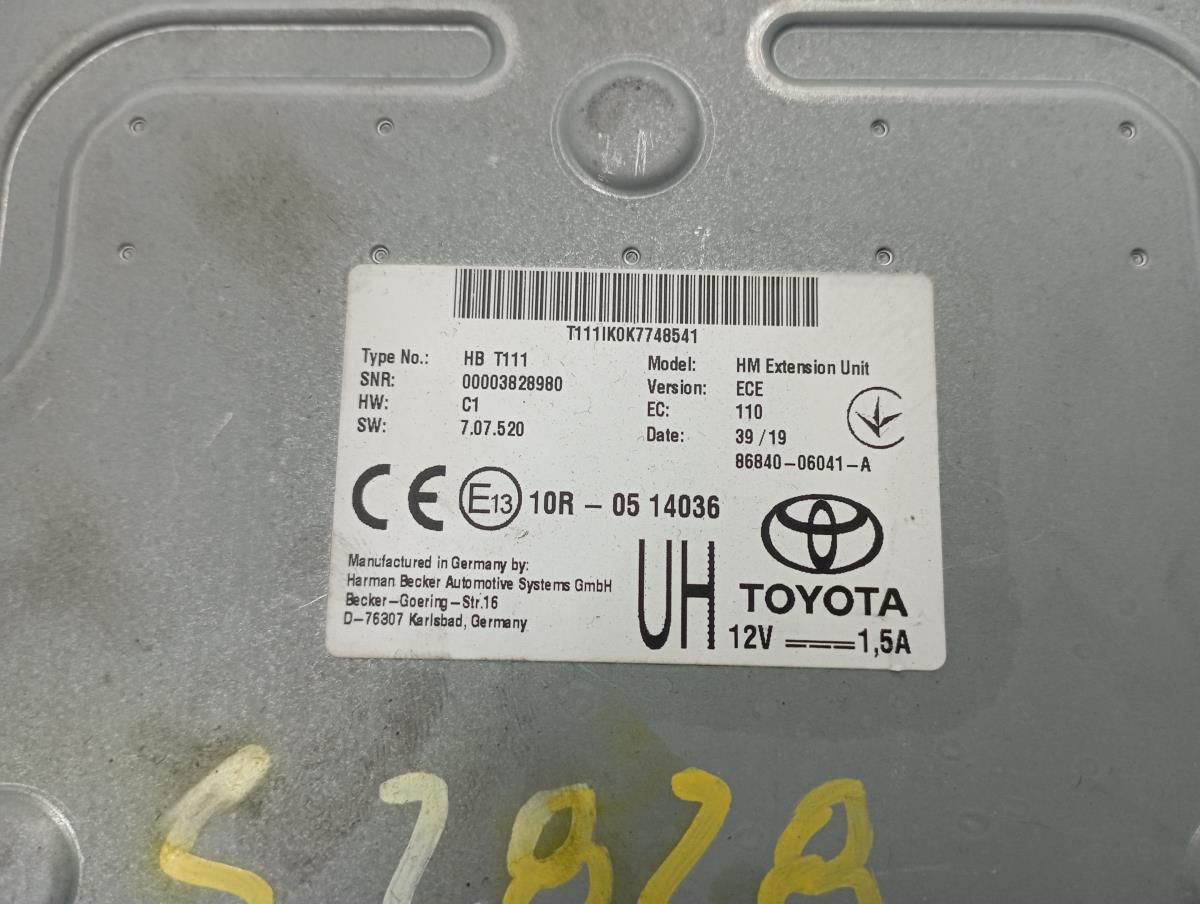 T111IK0K7748541
Type No.: HB T111 Model: HM Extension Unit
SNR: 00003828980 Version: ECE
HW: C1 EC: 110
SW: 7.07.520 Date: 39 / 19
86840-06041-A
CE E13 10R - 05 14036
Manufactured in Germany by:
Harman Becker Automotive Systems GmbH
Becker-Goering-Str.16
D-76307 Karlsbad, Germany
UH
TOYOTA
12V 1,5A